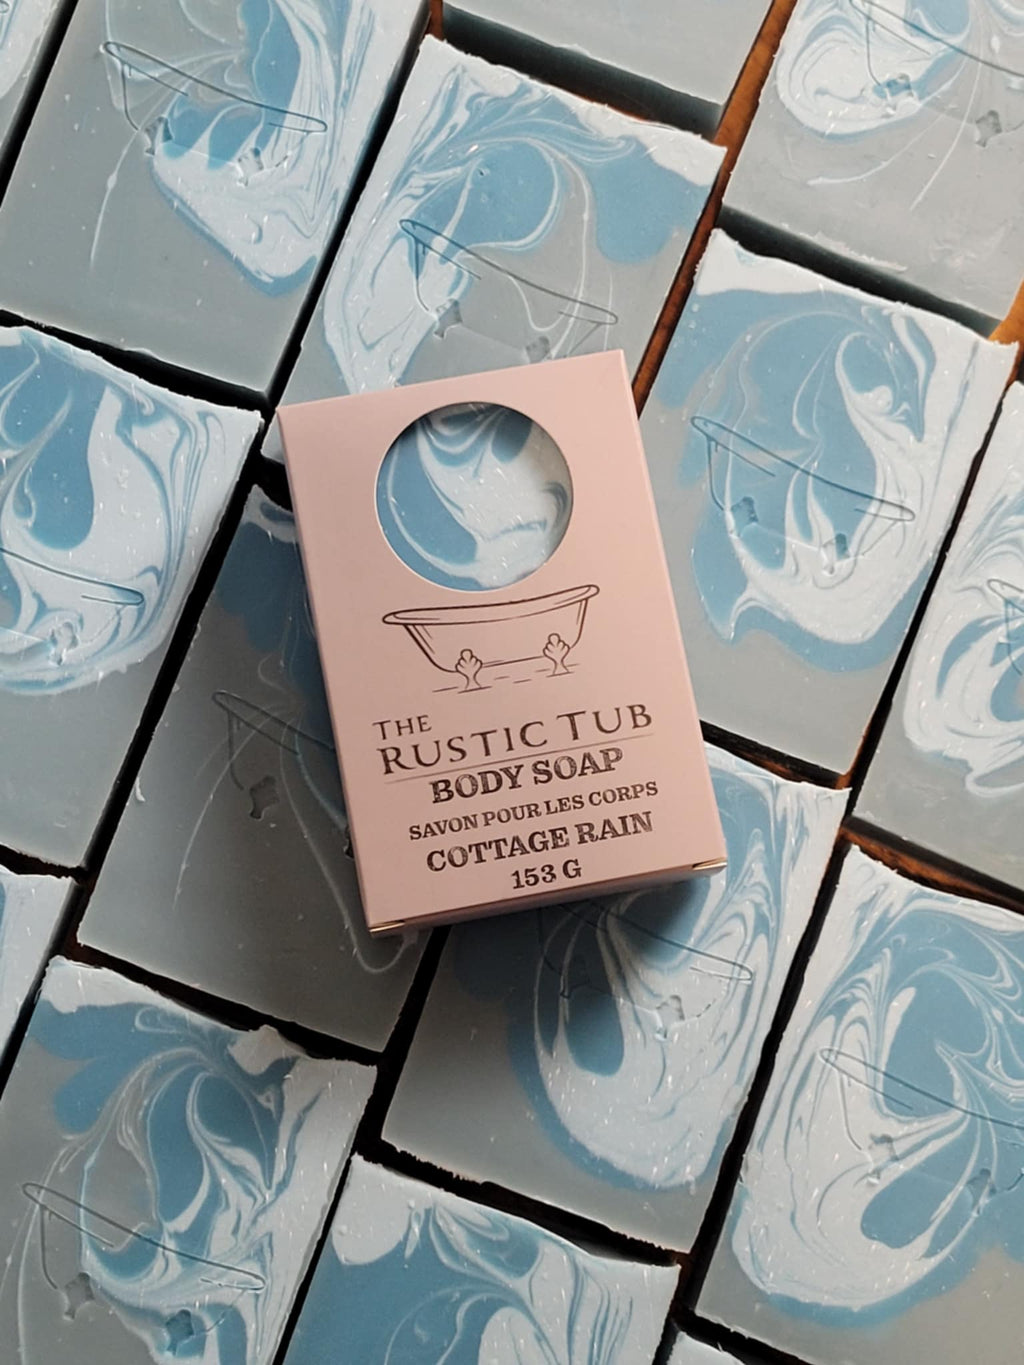 THE
RUSTIC TUB
BODY SOAP
SAVON POUR LES CORPS
COTTAGE RAIN
153 G